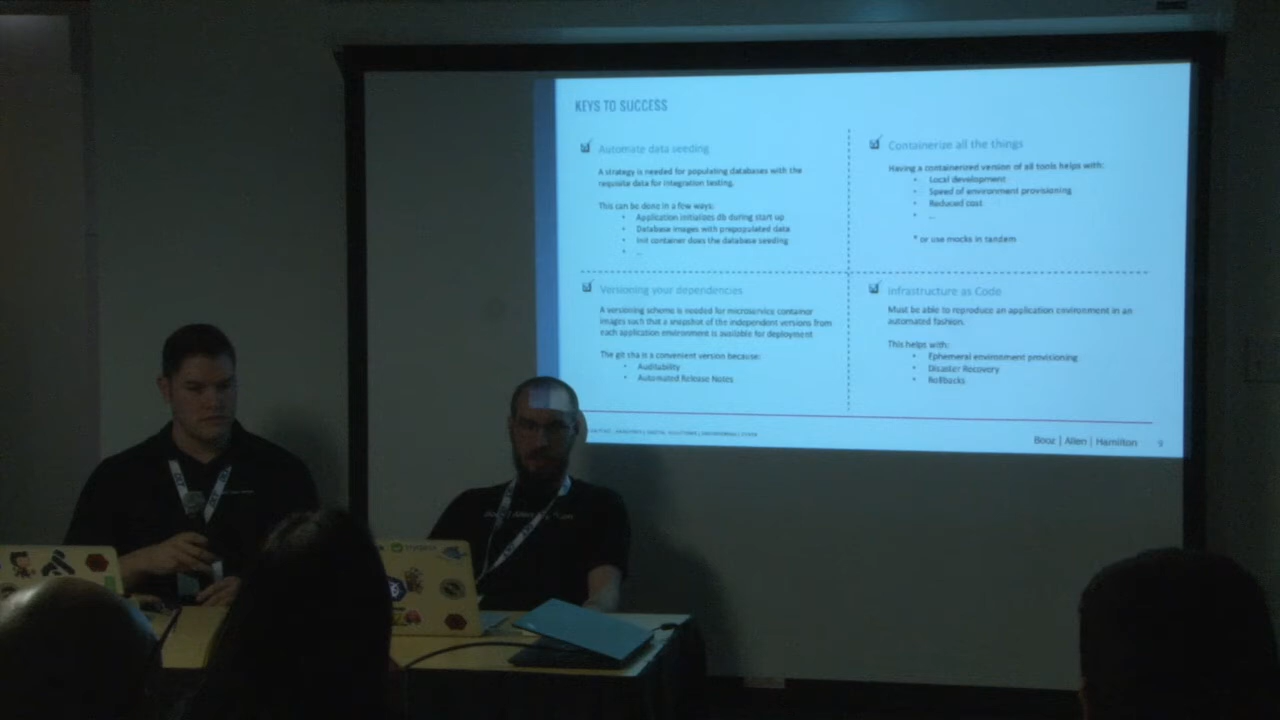 KEYS TO SUCCESS
Automate data seeding
A strategy is needed for populating databases with the
requisite data for integration testing.
This can be done in a few ways:
• Application initializes db during start up
• Database images with prepopulated data
• Init container does the database seeding
• ...
Containerize all the things
Having a containerized version of all tools helps with:
• Local development
• Speed of environment provisioning
• Reduced cost
• ...
* or use mocks in tandem
Versioning your dependencies
A versioning scheme is needed for microservice container
images such that a snapshot of the independent versions from
each application environment is available for deployment
The git sha is a convenient version because:
• Auditability
• Automated Release Notes
Infrastructure as Code
Must be able to reproduce an application environment in an
automated fashion.
This helps with:
• Ephemeral environment provisioning
• Disaster Recovery
• Rollbacks
Booz | Allen | Hamilton
9